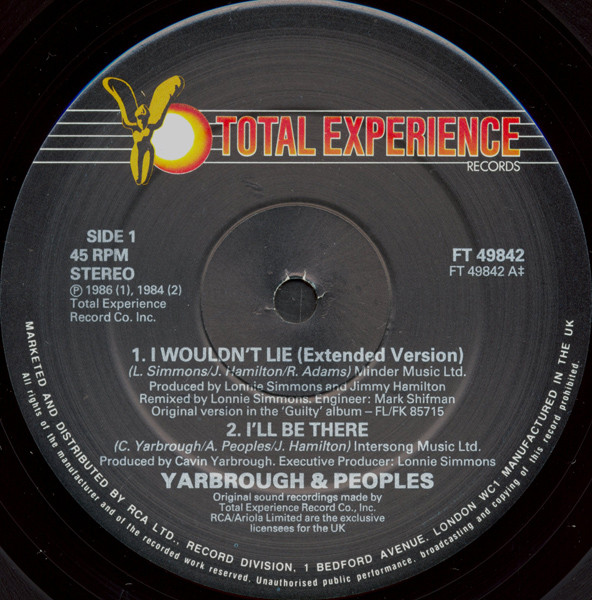 TOTAL EXPERIENCE
RECORDS
SIDE 1
45 RPM
STEREO
Ⓟ 1986 (1), 1984 (2)
Total Experience
Record Co. Inc.
FT 49842
FT 49842 A‡
1. I WOULDN'T LIE (Extended Version)
(L. Simmons/J. Hamilton/R. Adams) Minder Music Ltd.
Produced by Lonnie Simmons and Jimmy Hamilton
Remixed by Lonnie Simmons. Engineer: Mark Shifman
Original version in the 'Guilty' album – FL/FK 85715
2. I'LL BE THERE
(C. Yarbrough/A. Peoples/J. Hamilton) Intersong Music Ltd.
Produced by Cavin Yarbrough. Executive Producer: Lonnie Simmons
YARBROUGH & PEOPLES
Original sound recordings made by
Total Experience Record Co., Inc.
RCA/Ariola Limited are the exclusive
licensees for the UK
MARKETED AND DISTRIBUTED BY RCA LTD., RECORD DIVISION, 1 BEDFORD AVENUE, LONDON WC1 MANUFACTURED IN THE UK
All rights of the manufacturer and of the recorded work reserved. Unauthorised public performance, broadcasting and copying of this record prohibited.